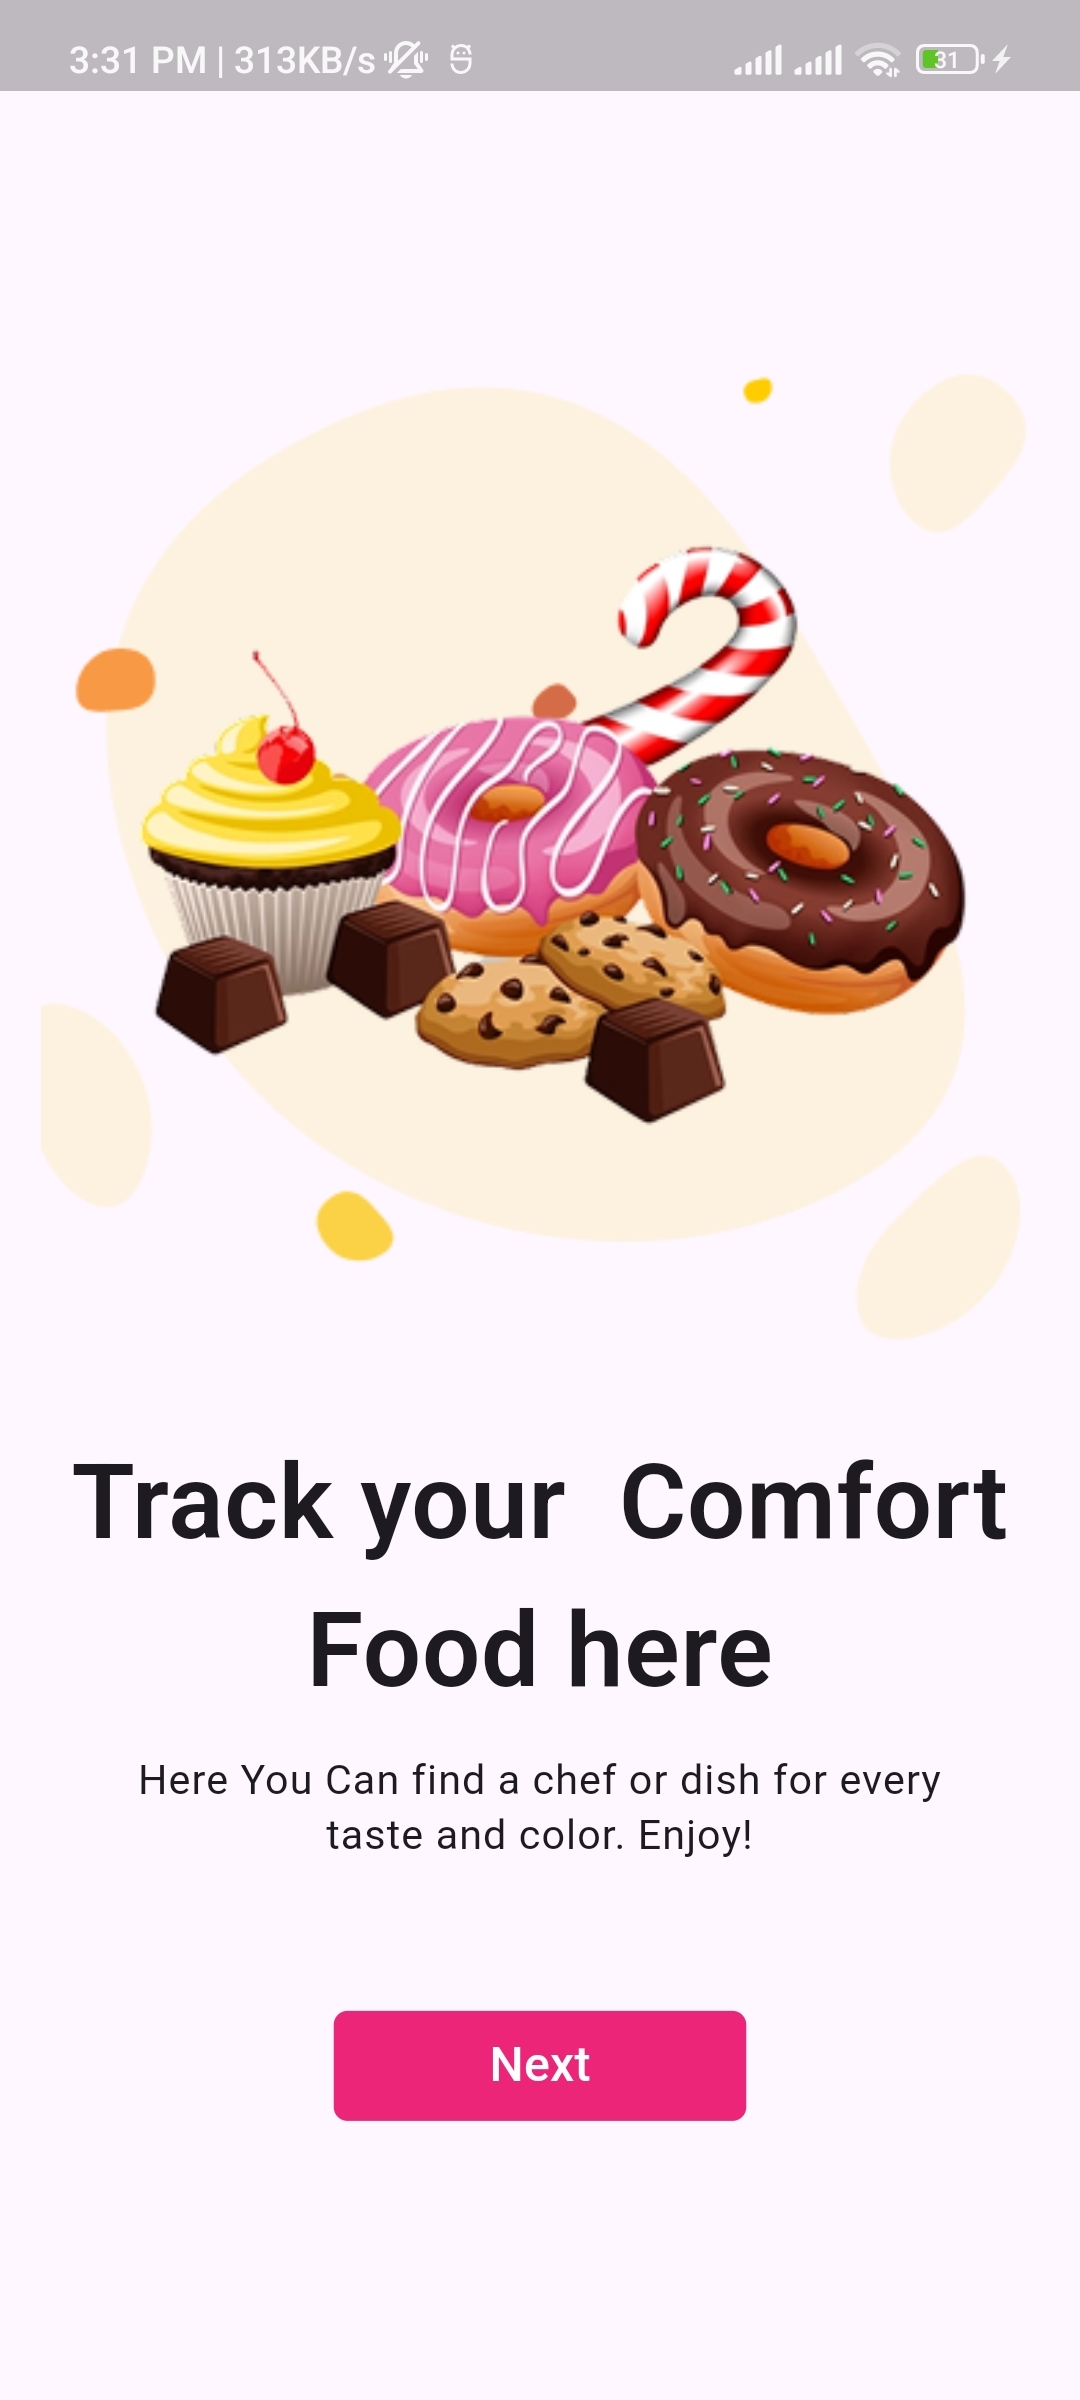 3:31 PM | 313KB/s 31
Track your  Comfort
Food here
Here You Can find a chef or dish for every
taste and color. Enjoy!
Next